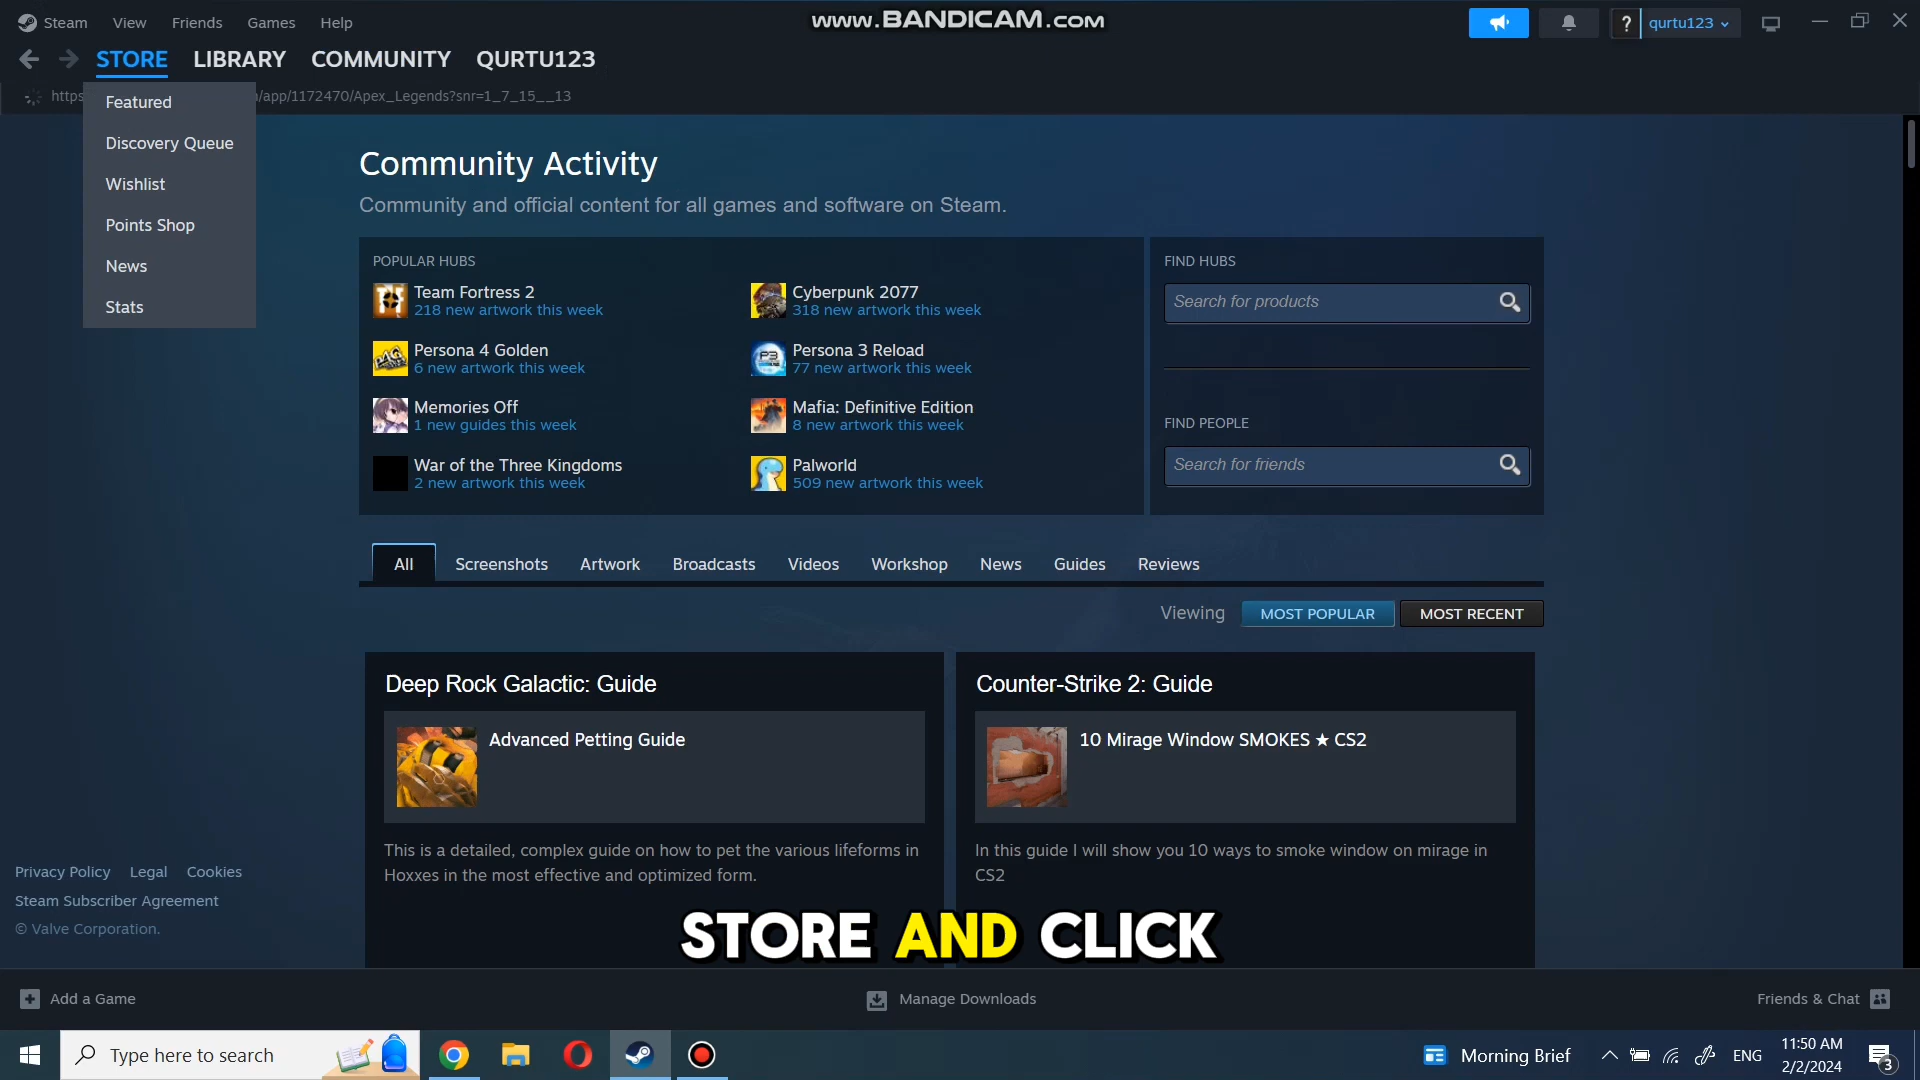 Steam View Friends Games Help
www.BANDICAM.com
? qurtu123
STORE LIBRARY COMMUNITY QURTU123
https
n/app/1172470/Apex_Legends?snr=1_7_15__13
Featured
Discovery Queue
Wishlist
Points Shop
News
Stats
Community Activity
Community and official content for all games and software on Steam.
POPULAR HUBS
Team Fortress 2
218 new artwork this week
Cyberpunk 2077
318 new artwork this week
Persona 4 Golden
6 new artwork this week
Persona 3 Reload
77 new artwork this week
Memories Off
1 new guides this week
Mafia: Definitive Edition
8 new artwork this week
War of the Three Kingdoms
2 new artwork this week
Palworld
509 new artwork this week
FIND HUBS
Search for products
FIND PEOPLE
Search for friends
All Screenshots Artwork Broadcasts Videos Workshop News Guides Reviews
Viewing MOST POPULAR MOST RECENT
Deep Rock Galactic: Guide
Advanced Petting Guide
This is a detailed, complex guide on how to pet the various lifeforms in
Hoxxes in the most effective and optimized form.
Counter-Strike 2: Guide
10 Mirage Window SMOKES ★ CS2
In this guide I will show you 10 ways to smoke window on mirage in
CS2
Privacy Policy Legal Cookies
Steam Subscriber Agreement
© Valve Corporation.
STORE AND CLICK
Add a Game
Manage Downloads
Friends & Chat
Type here to search
Morning Brief
ENG
11:50 AM
2/2/2024
3